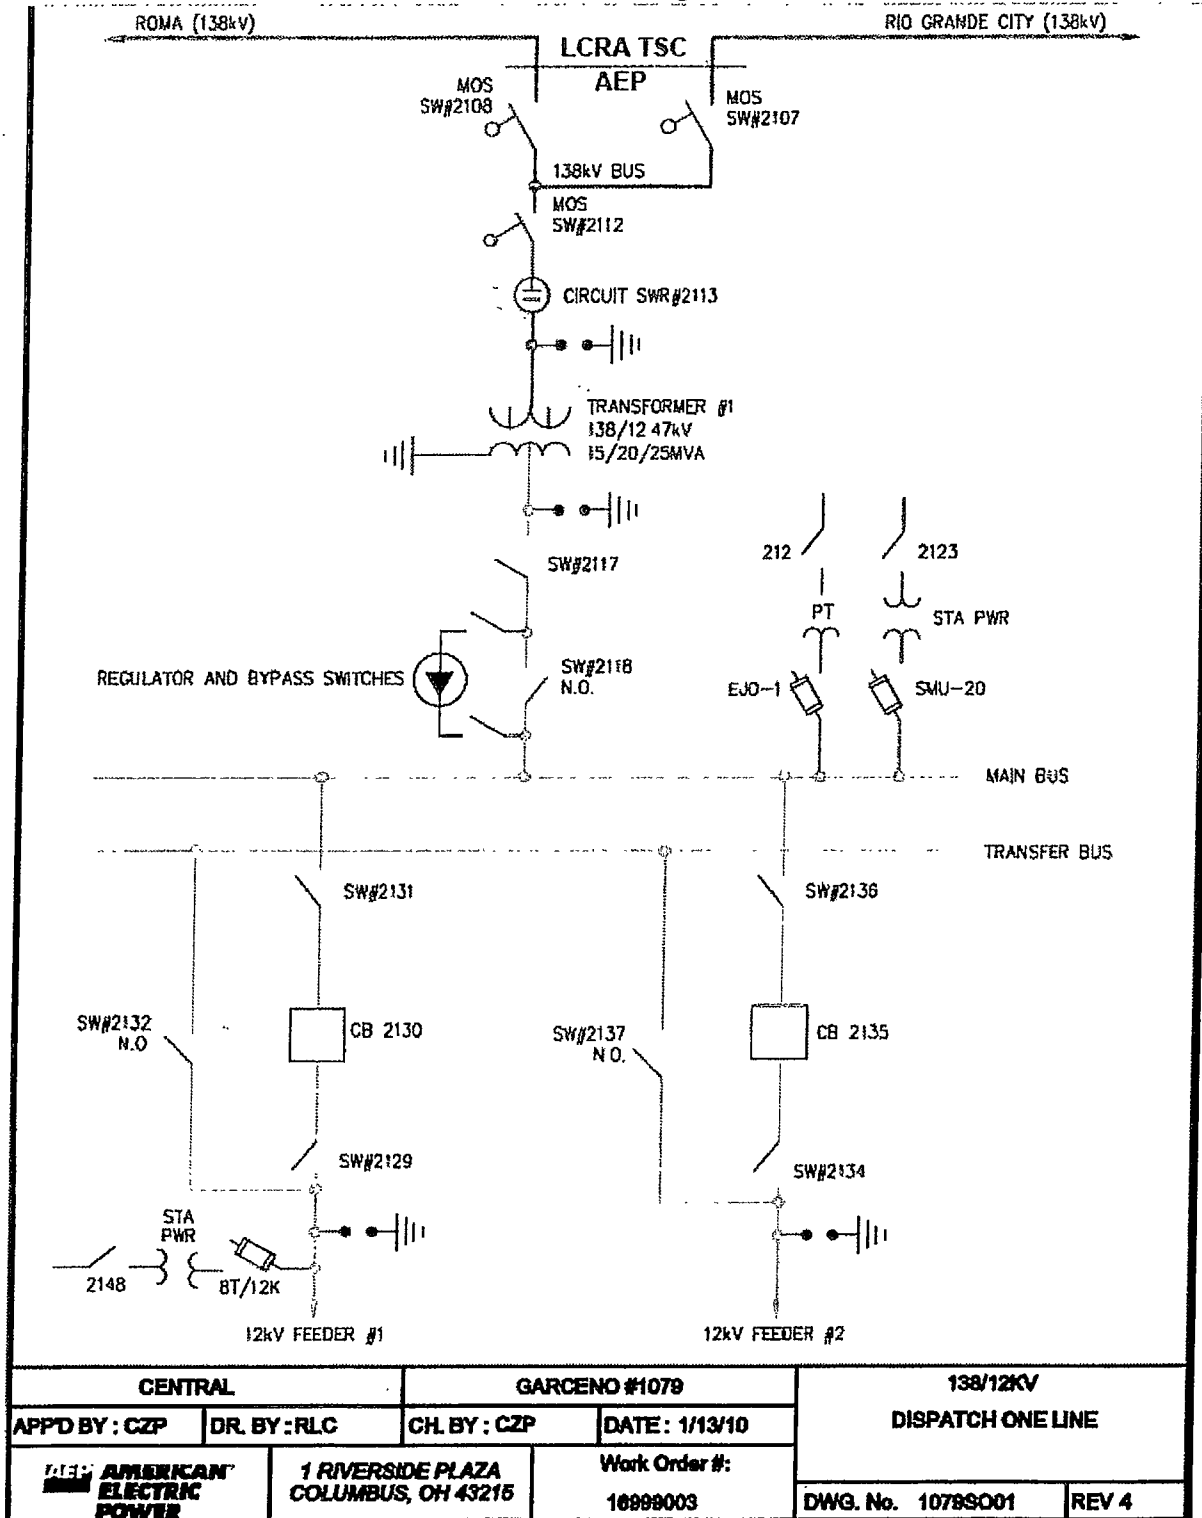 ROMA (138kV)
RIO GRANDE CITY (138kV)
LCRA TSC
AEP
MOS
SW#2108
MOS
SW#2107
138kV BUS
MOS
SW#2112
CIRCUIT SWR#2113
TRANSFORMER #1
138/12 47kV
15/20/25MVA
SW#2117
212
2123
PT
STA PWR
REGULATOR AND BYPASS SWITCHES
SW#2118
N.O.
EJO-1
SMU-20
MAIN BUS
TRANSFER BUS
SW#2131
SW#2136
SW#2132
N.O
CB 2130
SW#2137
N O.
CB 2135
SW#2129
SW#2134
STA
PWR
2148
8T/12K
12kV FEEDER #1
12kV FEEDER #2
CENTRAL
GARCENO #1079
138/12KV
DISPATCH ONE LINE
APP'D BY : CZP
DR. BY : RLC
CH. BY : CZP
DATE : 1/13/10
AEP AMERICAN
ELECTRIC
POWER
1 RIVERSIDE PLAZA
COLUMBUS, OH 43215
Work Order #:
16999003
DWG. No. 1079SO01
REV 4